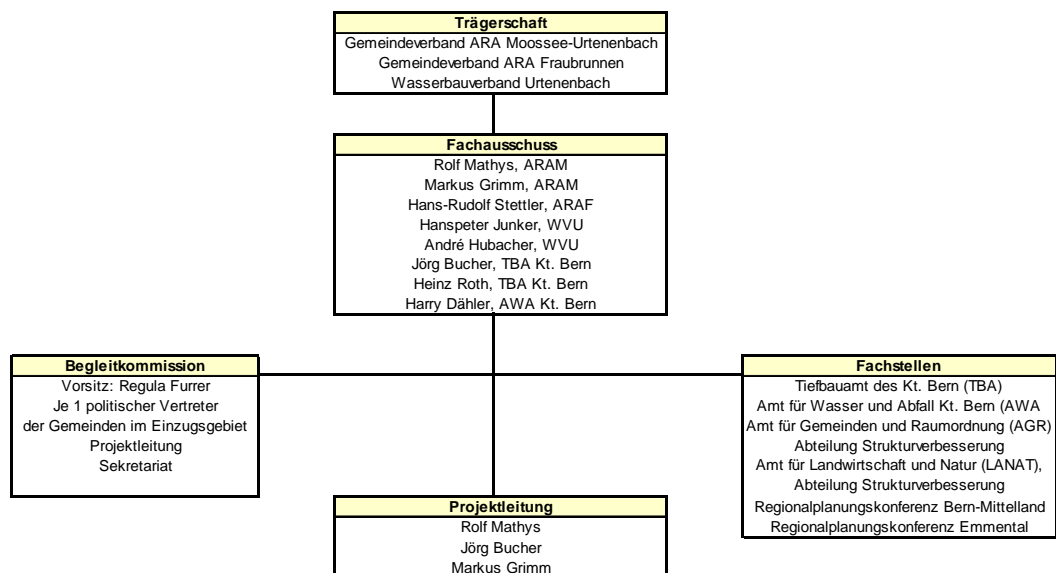 Trägerschaft
Gemeindeverband ARA Moossee-Urtenenbach
Gemeindeverband ARA Fraubrunnen
Wasserbauverband Urtenenbach
Fachausschuss
Rolf Mathys, ARAM
Markus Grimm, ARAM
Hans-Rudolf Stettler, ARAF
Hanspeter Junker, WVU
André Hubacher, WVU
Jörg Bucher, TBA Kt. Bern
Heinz Roth, TBA Kt. Bern
Harry Dähler, AWA Kt. Bern
Begleitkommission
Vorsitz: Regula Furrer
Je 1 politischer Vertreter
der Gemeinden im Einzugsgebiet
Projektleitung
Sekretariat
Fachstellen
Tiefbauamt des Kt. Bern (TBA)
Amt für Wasser und Abfall Kt. Bern (AWA
Amt für Gemeinden und Raumordnung (AGR)
Abteilung Strukturverbesserung
Amt für Landwirtschaft und Natur (LANAT),
Abteilung Strukturverbesserung
Regionalplanungskonferenz Bern-Mittelland
Regionalplanungskonferenz Emmental
Projektleitung
Rolf Mathys
Jörg Bucher
Markus Grimm